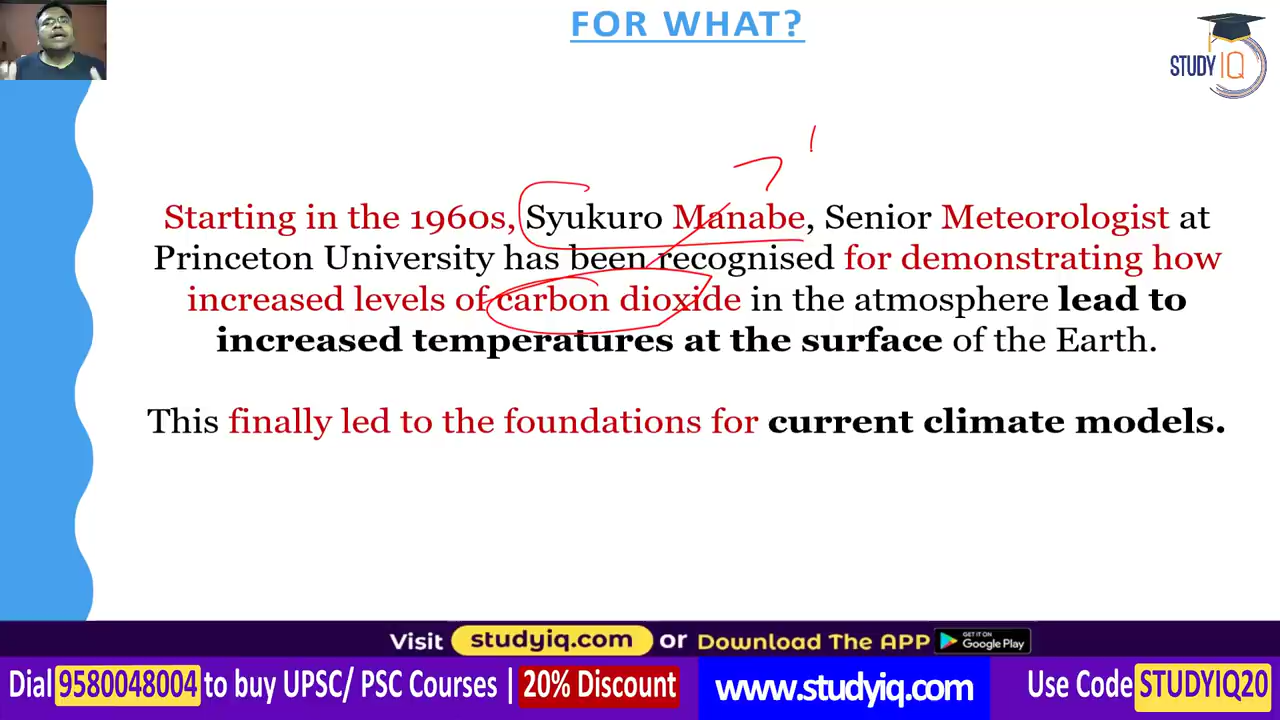 FOR WHAT?
STUDY IQ
Starting in the 1960s, Syukuro Manabe, Senior Meteorologist at
Princeton University has been recognised for demonstrating how
increased levels of carbon dioxide in the atmosphere lead to
increased temperatures at the surface of the Earth.
This finally led to the foundations for current climate models.
Visit studyiq.com or Download The APP GET IT ON Google Play
Dial 9580048004 to buy UPSC/ PSC Courses | 20% Discount www.studyiq.com Use Code STUDYIQ20